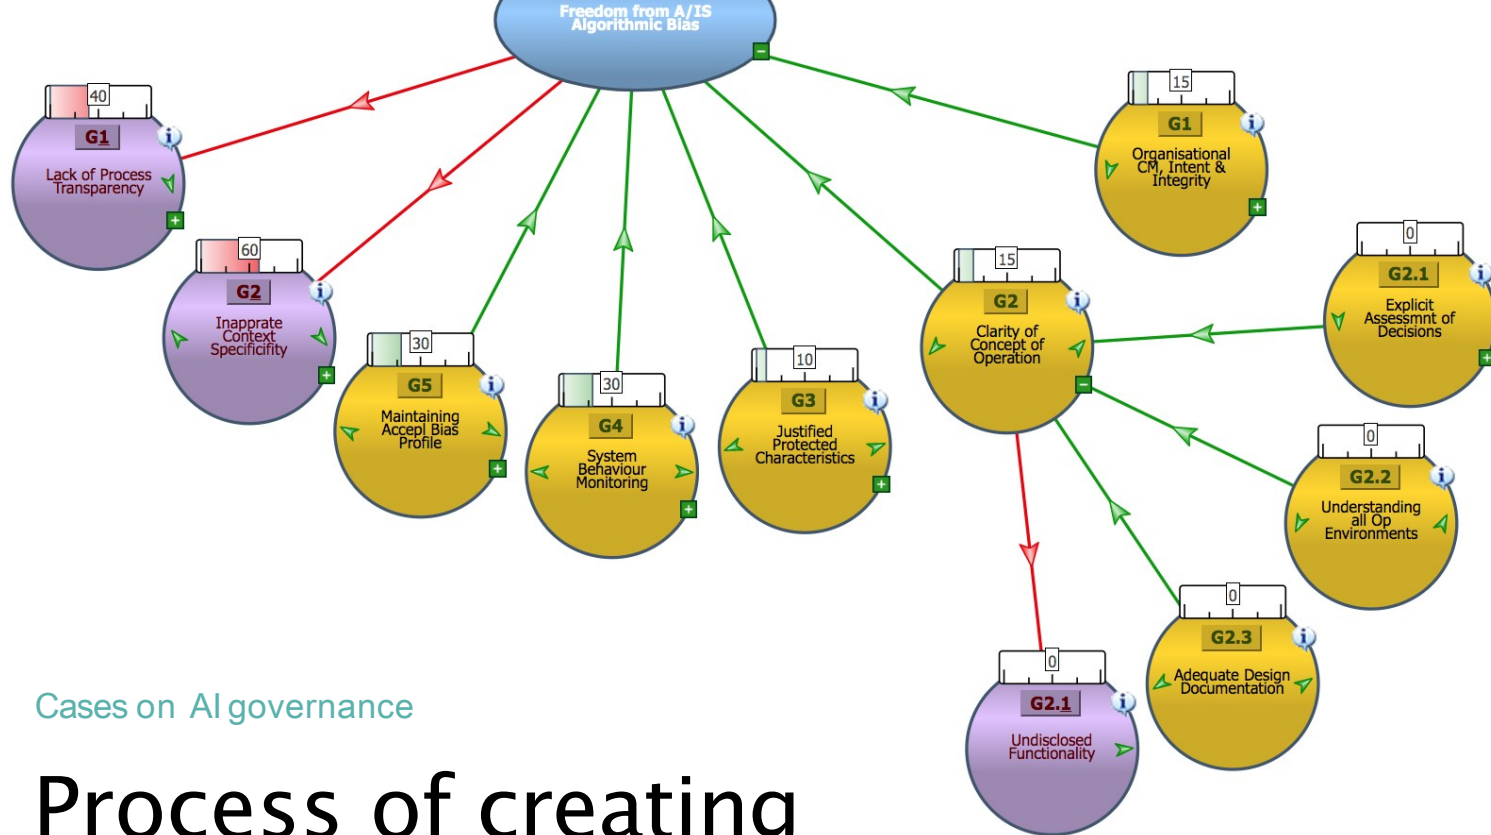 Freedom from A/IS
Algorithmic Bias
40
G1
Lack of Process
Transparency
60
G2
Inapprate
Context
Specificifity
30
G5
Maintaining
Accepl Bias
Profile
30
G4
System
Behaviour
Monitoring
10
G3
Justified
Protected
Characteristics
15
G2
Clarity of
Concept of
Operation
15
G1
Organisational
CM, Intent &
Integrity
0
G2.1
Explicit
Assessmnt of
Decisions
0
G2.2
Understanding
all Op
Environments
0
G2.3
Adequate Design
Documentation
0
G2.1
Undisclosed
Functionality
Cases on AI governance
Process of creating